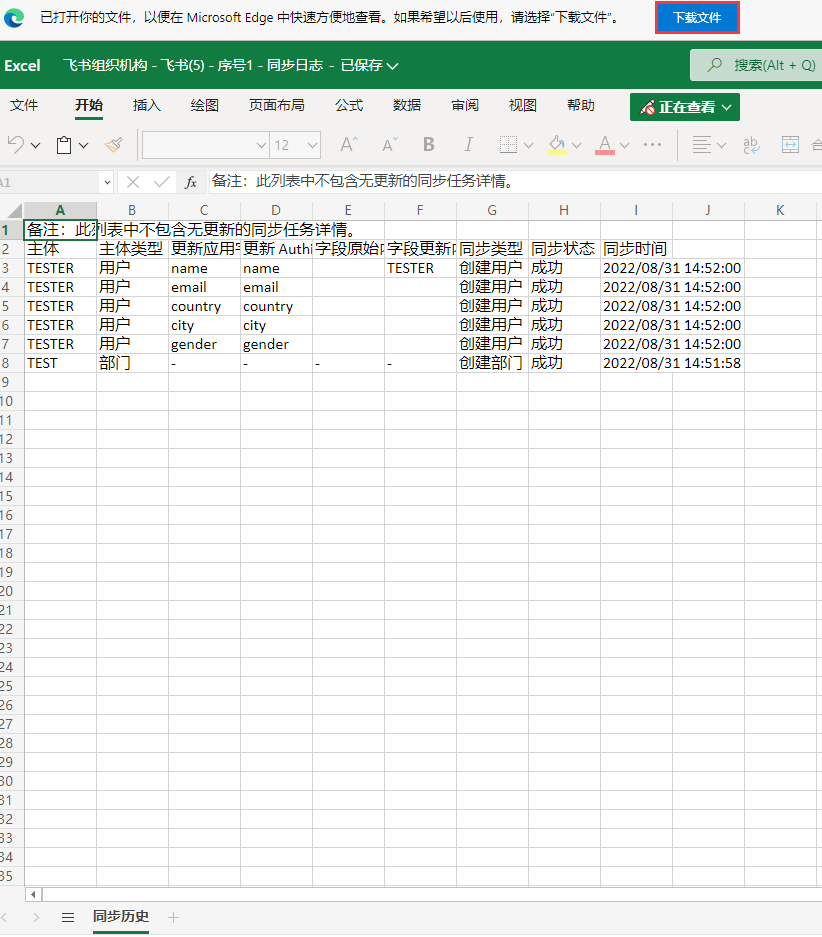 已打开你的文件，以便在 Microsoft Edge 中快速方便地查看。如果希望以后使用，请选择"下载文件"。 下载文件
Excel 飞书组织机构 - 飞书(5) - 序号1 - 同步日志 - 已保存 搜索(Alt + Q)
文件 开始 插入 绘图 页面布局 公式 数据 审阅 视图 帮助 正在查看
12 A A B I A ab
A1 fx 备注：此列表中不包含无更新的同步任务详情。
A B C D E F G H I J K
1 备注：此列表中不包含无更新的同步任务详情。
2 主体 主体类型 更新应用字 更新 Authi 字段原始内 字段更新内 同步类型 同步状态 同步时间
3 TESTER 用户 name name TESTER 创建用户 成功 2022/08/31 14:52:00
4 TESTER 用户 email email 创建用户 成功 2022/08/31 14:52:00
5 TESTER 用户 country country 创建用户 成功 2022/08/31 14:52:00
6 TESTER 用户 city city 创建用户 成功 2022/08/31 14:52:00
7 TESTER 用户 gender gender 创建用户 成功 2022/08/31 14:52:00
8 TEST 部门 - - - - 创建部门 成功 2022/08/31 14:51:58
9
10
11
12
13
14
15
16
17
18
19
20
21
22
23
24
25
26
27
28
29
30
31
32
33
34
35
同步历史